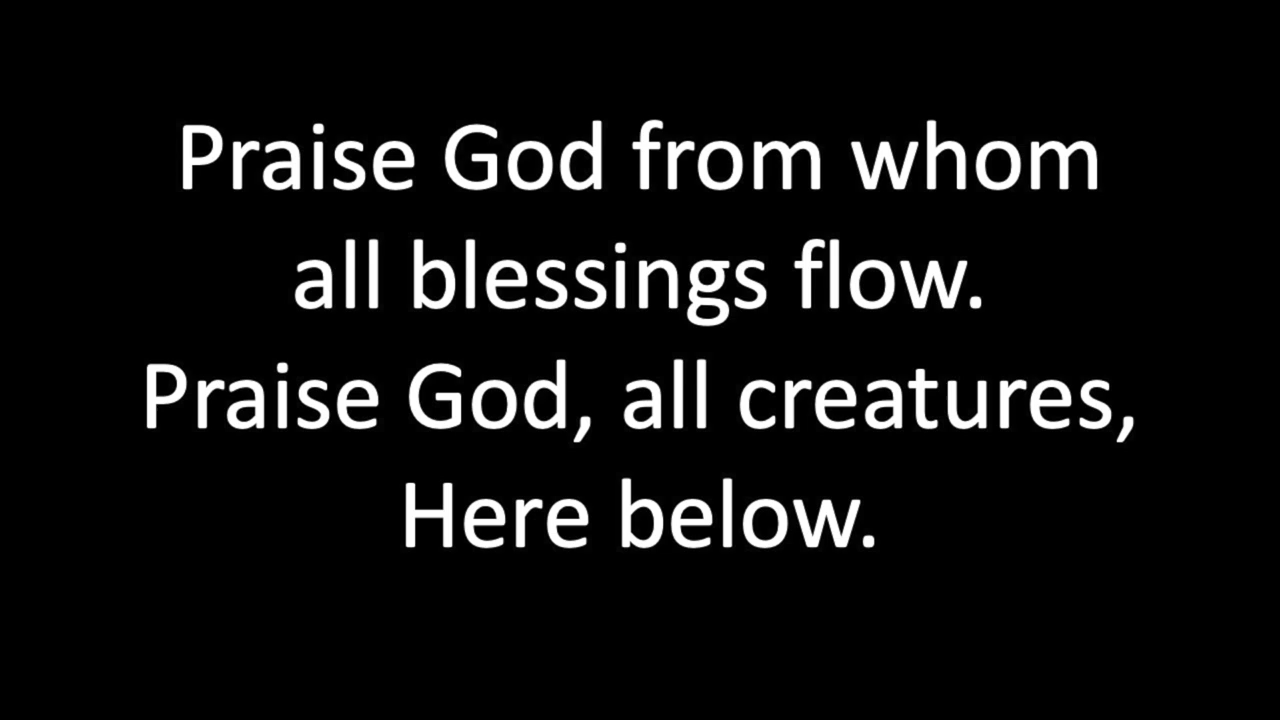 Praise God from whom
all blessings flow.
Praise God, all creatures,
Here below.